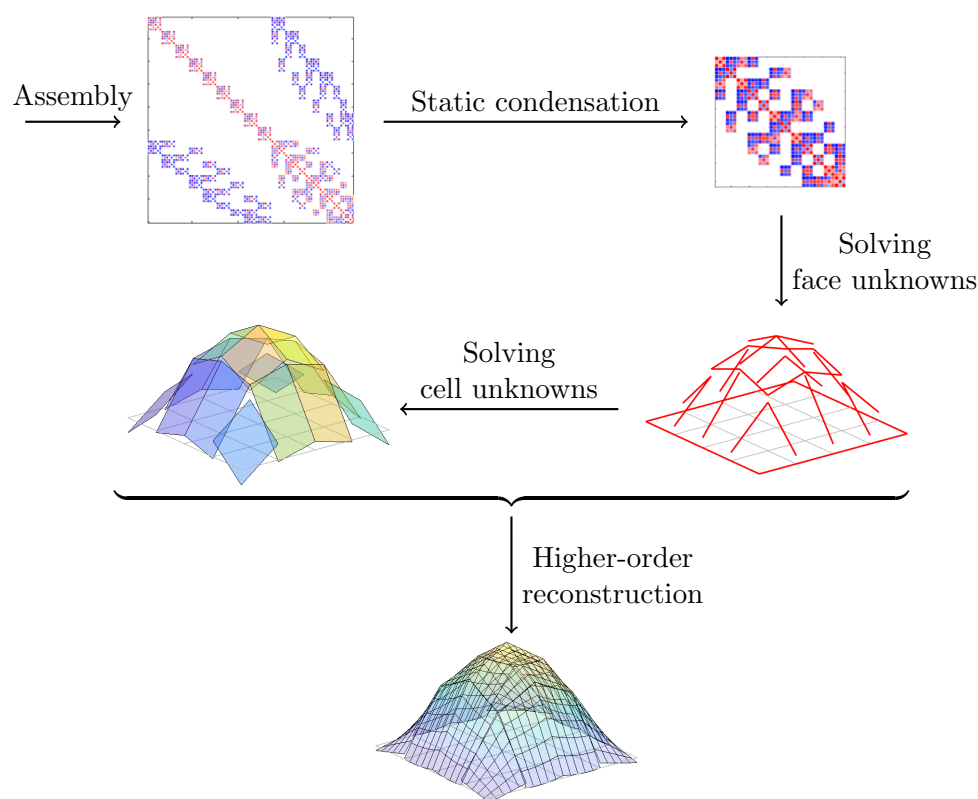 Assembly
Static condensation
Solving
face unknowns
Solving
cell unknowns
Higher-order
reconstruction